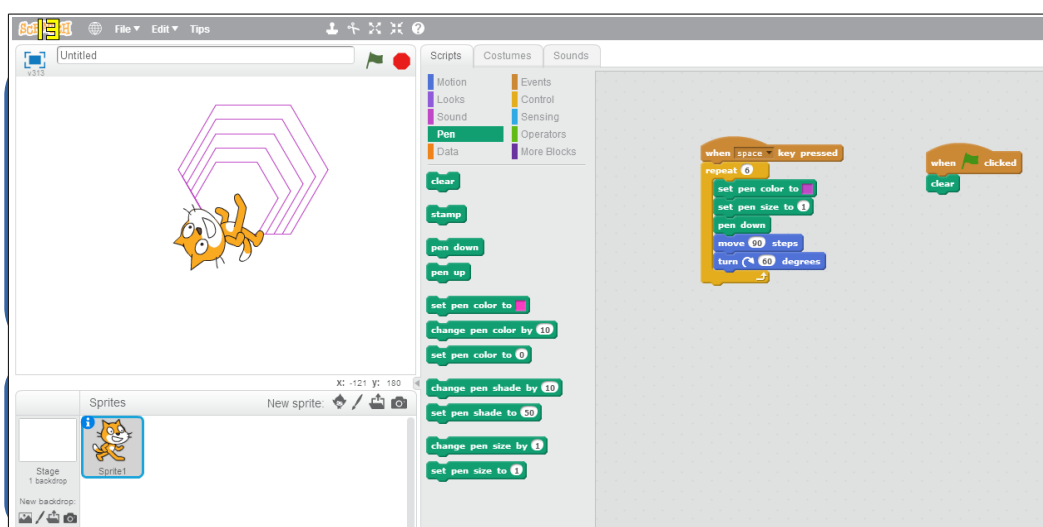 SCRATCH
13
File Edit Tips
Untitled
v313
X: -121 y: 180
Sprites New sprite:
Stage
1 backdrop
New backdrop:
Sprite1
Scripts Costumes Sounds
Motion Events
Looks Control
Sound Sensing
Pen Operators
Data More Blocks
clear
stamp
pen down
pen up
set pen color to
change pen color by 10
set pen color to 0
change pen shade by 10
set pen shade to 50
change pen size by 1
set pen size to 1
when space key pressed
repeat 6
set pen color to
set pen size to 1
pen down
move 90 steps
turn 60 degrees
when clicked
clear